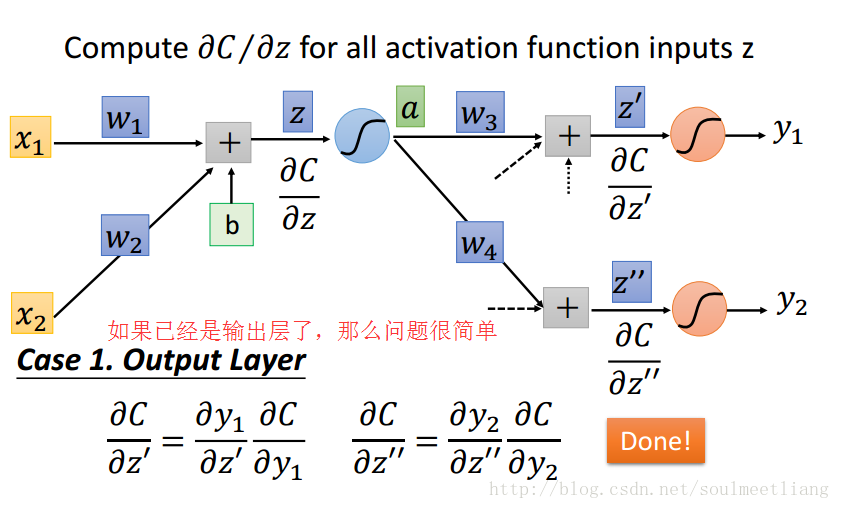 Compute ∂C/∂z for all activation function inputs z
x₁ w₁ + z a w₃ + z′ y₁
∂C/∂z ∂C/∂z′
w₂ b w₄
x₂ + z′′ y₂
∂C/∂z′′
如果已经是输出层了，那么问题很简单
Case 1. Output Layer
∂C/∂z′ = ∂y₁/∂z′ ∂C/∂y₁ ∂C/∂z′′ = ∂y₂/∂z′′ ∂C/∂y₂ Done!
http://blog.csdn.net/soulmeetliang